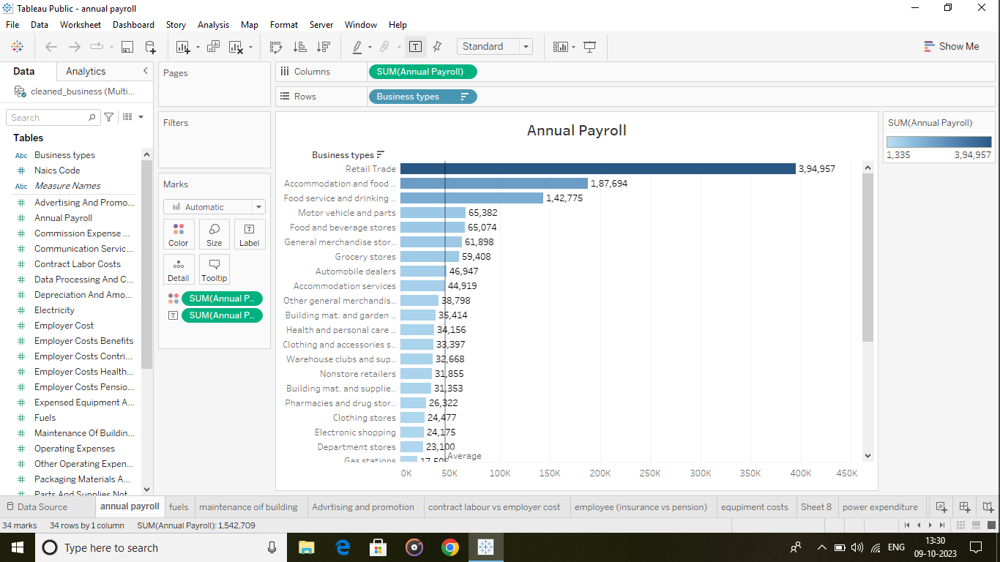 Tableau Public - annual payroll
File Data Worksheet Dashboard Story Analysis Map Format Server Window Help
Standard
Show Me
Data Analytics
cleaned_business (Multi...
Search
Tables
Abc Business types
# Naics Code
Abc Measure Names
# Advertising And Promo...
# Annual Payroll
# Commission Expense ...
# Communication Servic...
# Contract Labor Costs
# Data Processing And C...
# Depreciation And Amo...
# Electricity
# Employer Cost
# Employer Costs Benefits
# Employer Costs Contri...
# Employer Costs Health...
# Employer Costs Pensio...
# Expensed Equipment A...
# Fuels
# Maintenance Of Buildin...
# Operating Expenses
# Other Operating Expen...
# Packaging Materials A...
# Parts And Supplies Not
Pages
Filters
Marks
Automatic
Color Size Label
Detail Tooltip
SUM(Annual P..
SUM(Annual P..
Columns SUM(Annual Payroll)
Rows Business types
Annual Payroll
Business types
Retail Trade 3,94,957
Accommodation and food .. 1,87,694
Food service and drinking .. 1,42,775
Motor vehicle and parts 65,382
Food and beverage stores 65,074
General merchandise stor.. 61,898
Grocery stores 59,408
Automobile dealers 46,947
Accommodation services 44,919
Other general merchandis.. 38,798
Building mat. and garden .. 35,414
Health and personal care .. 34,156
Clothing and accessories s.. 33,397
Warehouse clubs and sup.. 32,668
Nonstore retailers 31,855
Building mat. and supplie.. 31,353
Pharmacies and drug stor.. 26,322
Clothing stores 24,477
Electronic shopping 24,175
Department stores 23,100
Gas stations 17,509
Average
0K 50K 100K 150K 200K 250K 300K 350K 400K 450K
SUM(Annual Payroll)
1,335 3,94,957
Data Source annual payroll fuels maintenance oif building Advrtising and promotion contract labour vs employer cost employee (insurance vs pension) equpiment costs Sheet 8 power expenditure
34 marks 34 rows by 1 column SUM(Annual Payroll): 1,542,709
Type here to search
ENG
13:30
09-10-2023